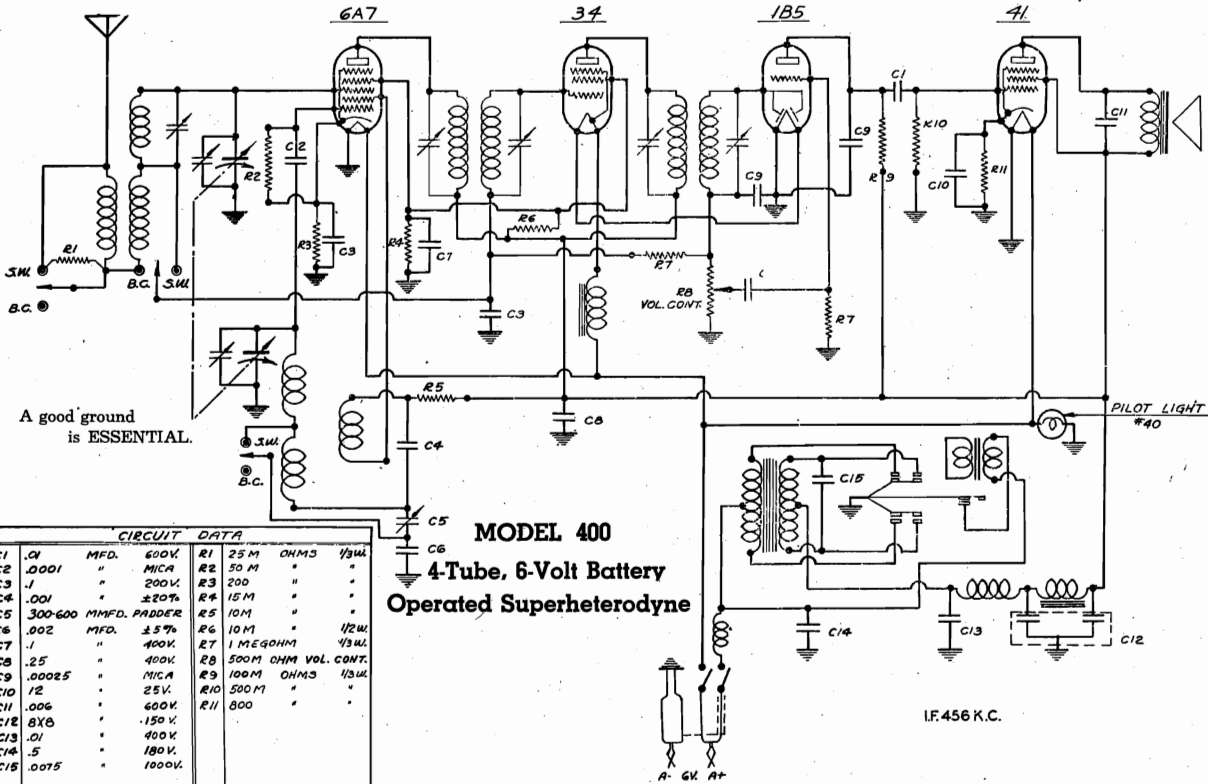 6A7 34 1B5 41
C1
C11
C2
R2
K10
C9
R 9
C9
C10
R11
R6
R3
C3
R4
C7
R1
R7
S.W.
B.C.
S.W.
R8
VOL. CONT.
C
B.C.
C3
R7
R5
A good ground
is ESSENTIAL.
PILOT LIGHT
#40
C8
S.W.
C4
B.C.
C15
C5
C6
MODEL 400
4-Tube, 6-Volt Battery
Operated Superheterodyne
C14
C13
C12
I.F. 456 K.C.
A- 6V. A+
CIRCUIT DATA
C1 .01 MFD. 600V. R1 25M OHMS 1/3W.
C2 .0001 " MICA R2 50M " "
C3 .1 " 200V. R3 200 " "
C4 .001 " ±20% R4 15M " "
C5 300-600 MMFD. PADDER R5 10M " "
C6 .002 MFD. ±5% R6 10M " 1/2W.
C7 .1 " 400V. R7 1 MEGOHM 1/3W.
C8 .25 " 400V. R8 500M OHM VOL. CONT.
C9 .00025 " MICA R9 100M OHMS 1/3W.
C10 12 " 25V. R10 500M " "
C11 .006 " 600V. R11 800 " "
C12 8X8 " 150V.
C13 .01 " 400V.
C14 .5 " 180V.
C15 .0075 " 1000V.